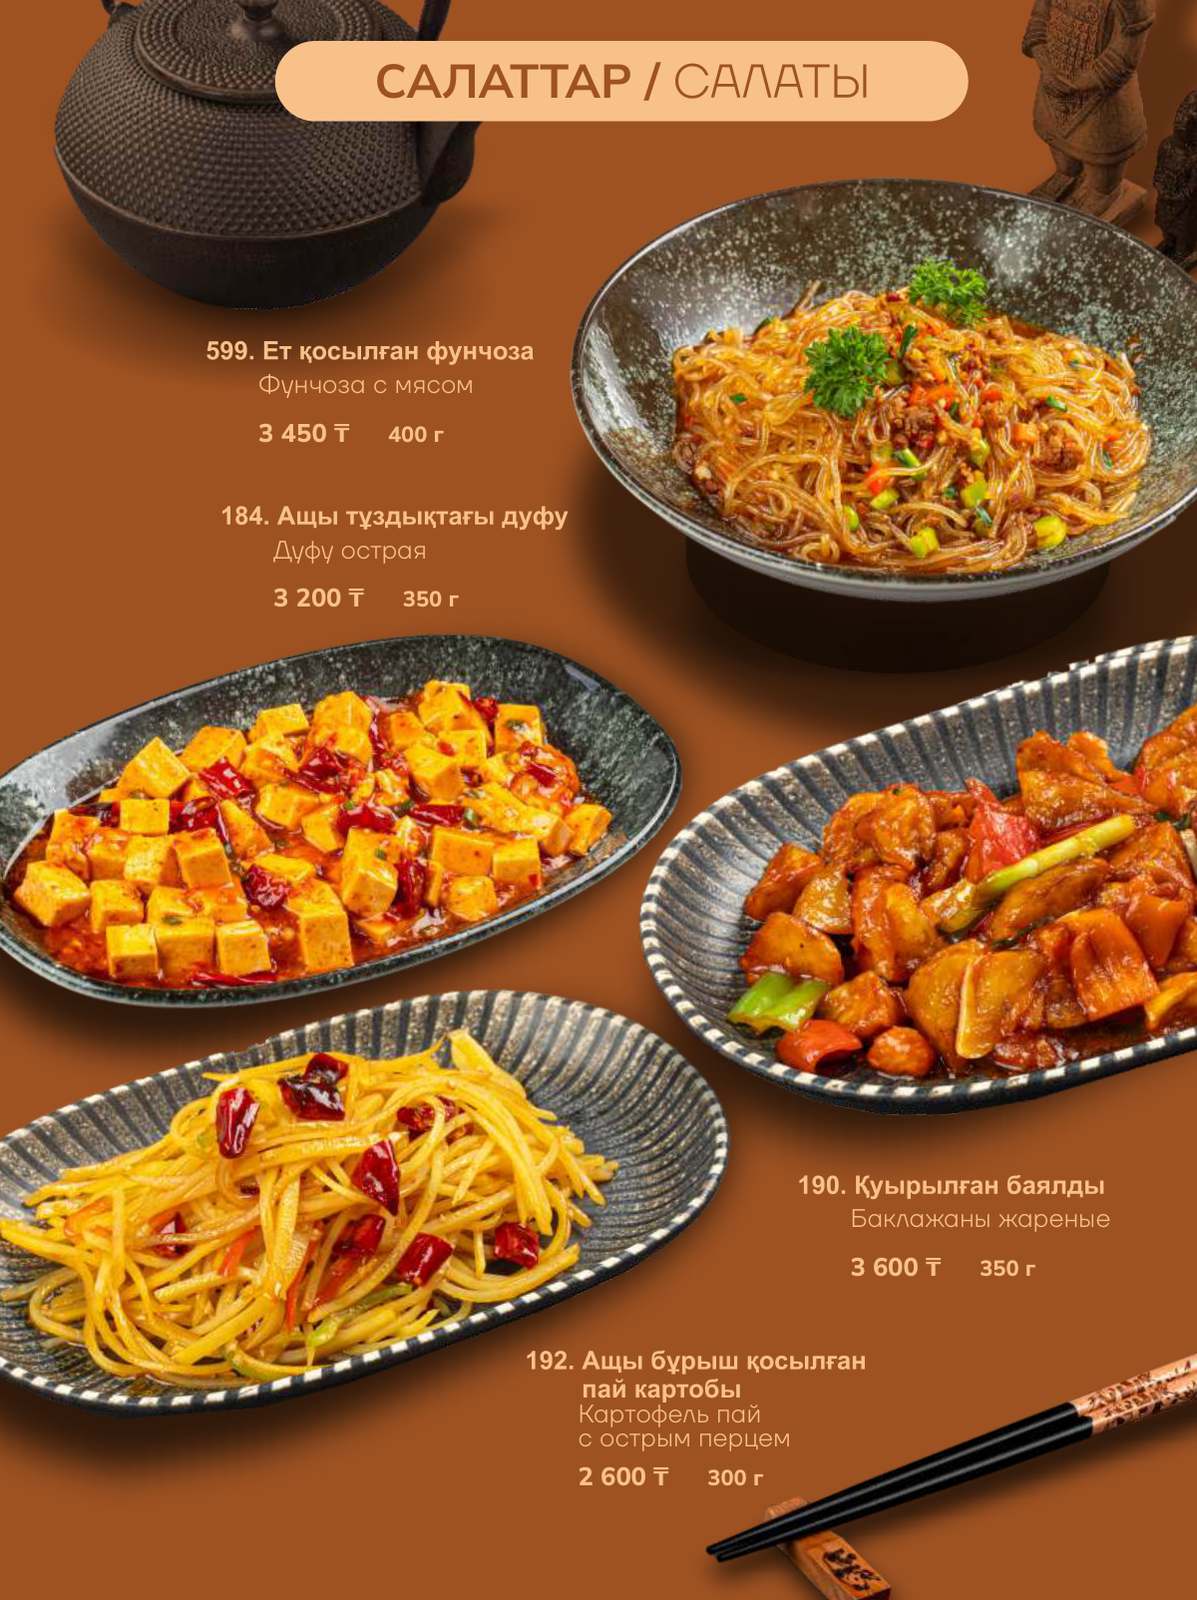 САЛАТТАР / САЛАТЫ
599. Ет қосылған фунчоза
Фунчоза с мясом
3 450 ₸ 400 г
184. Ащы тұздықтағы дуфу
Дуфу острая
3 200 ₸ 350 г
190. Қуырылған баялды
Баклажаны жареные
3 600 ₸ 350 г
192. Ащы бұрыш қосылған
пай картобы
Картофель пай
с острым перцем
2 600 ₸ 300 г